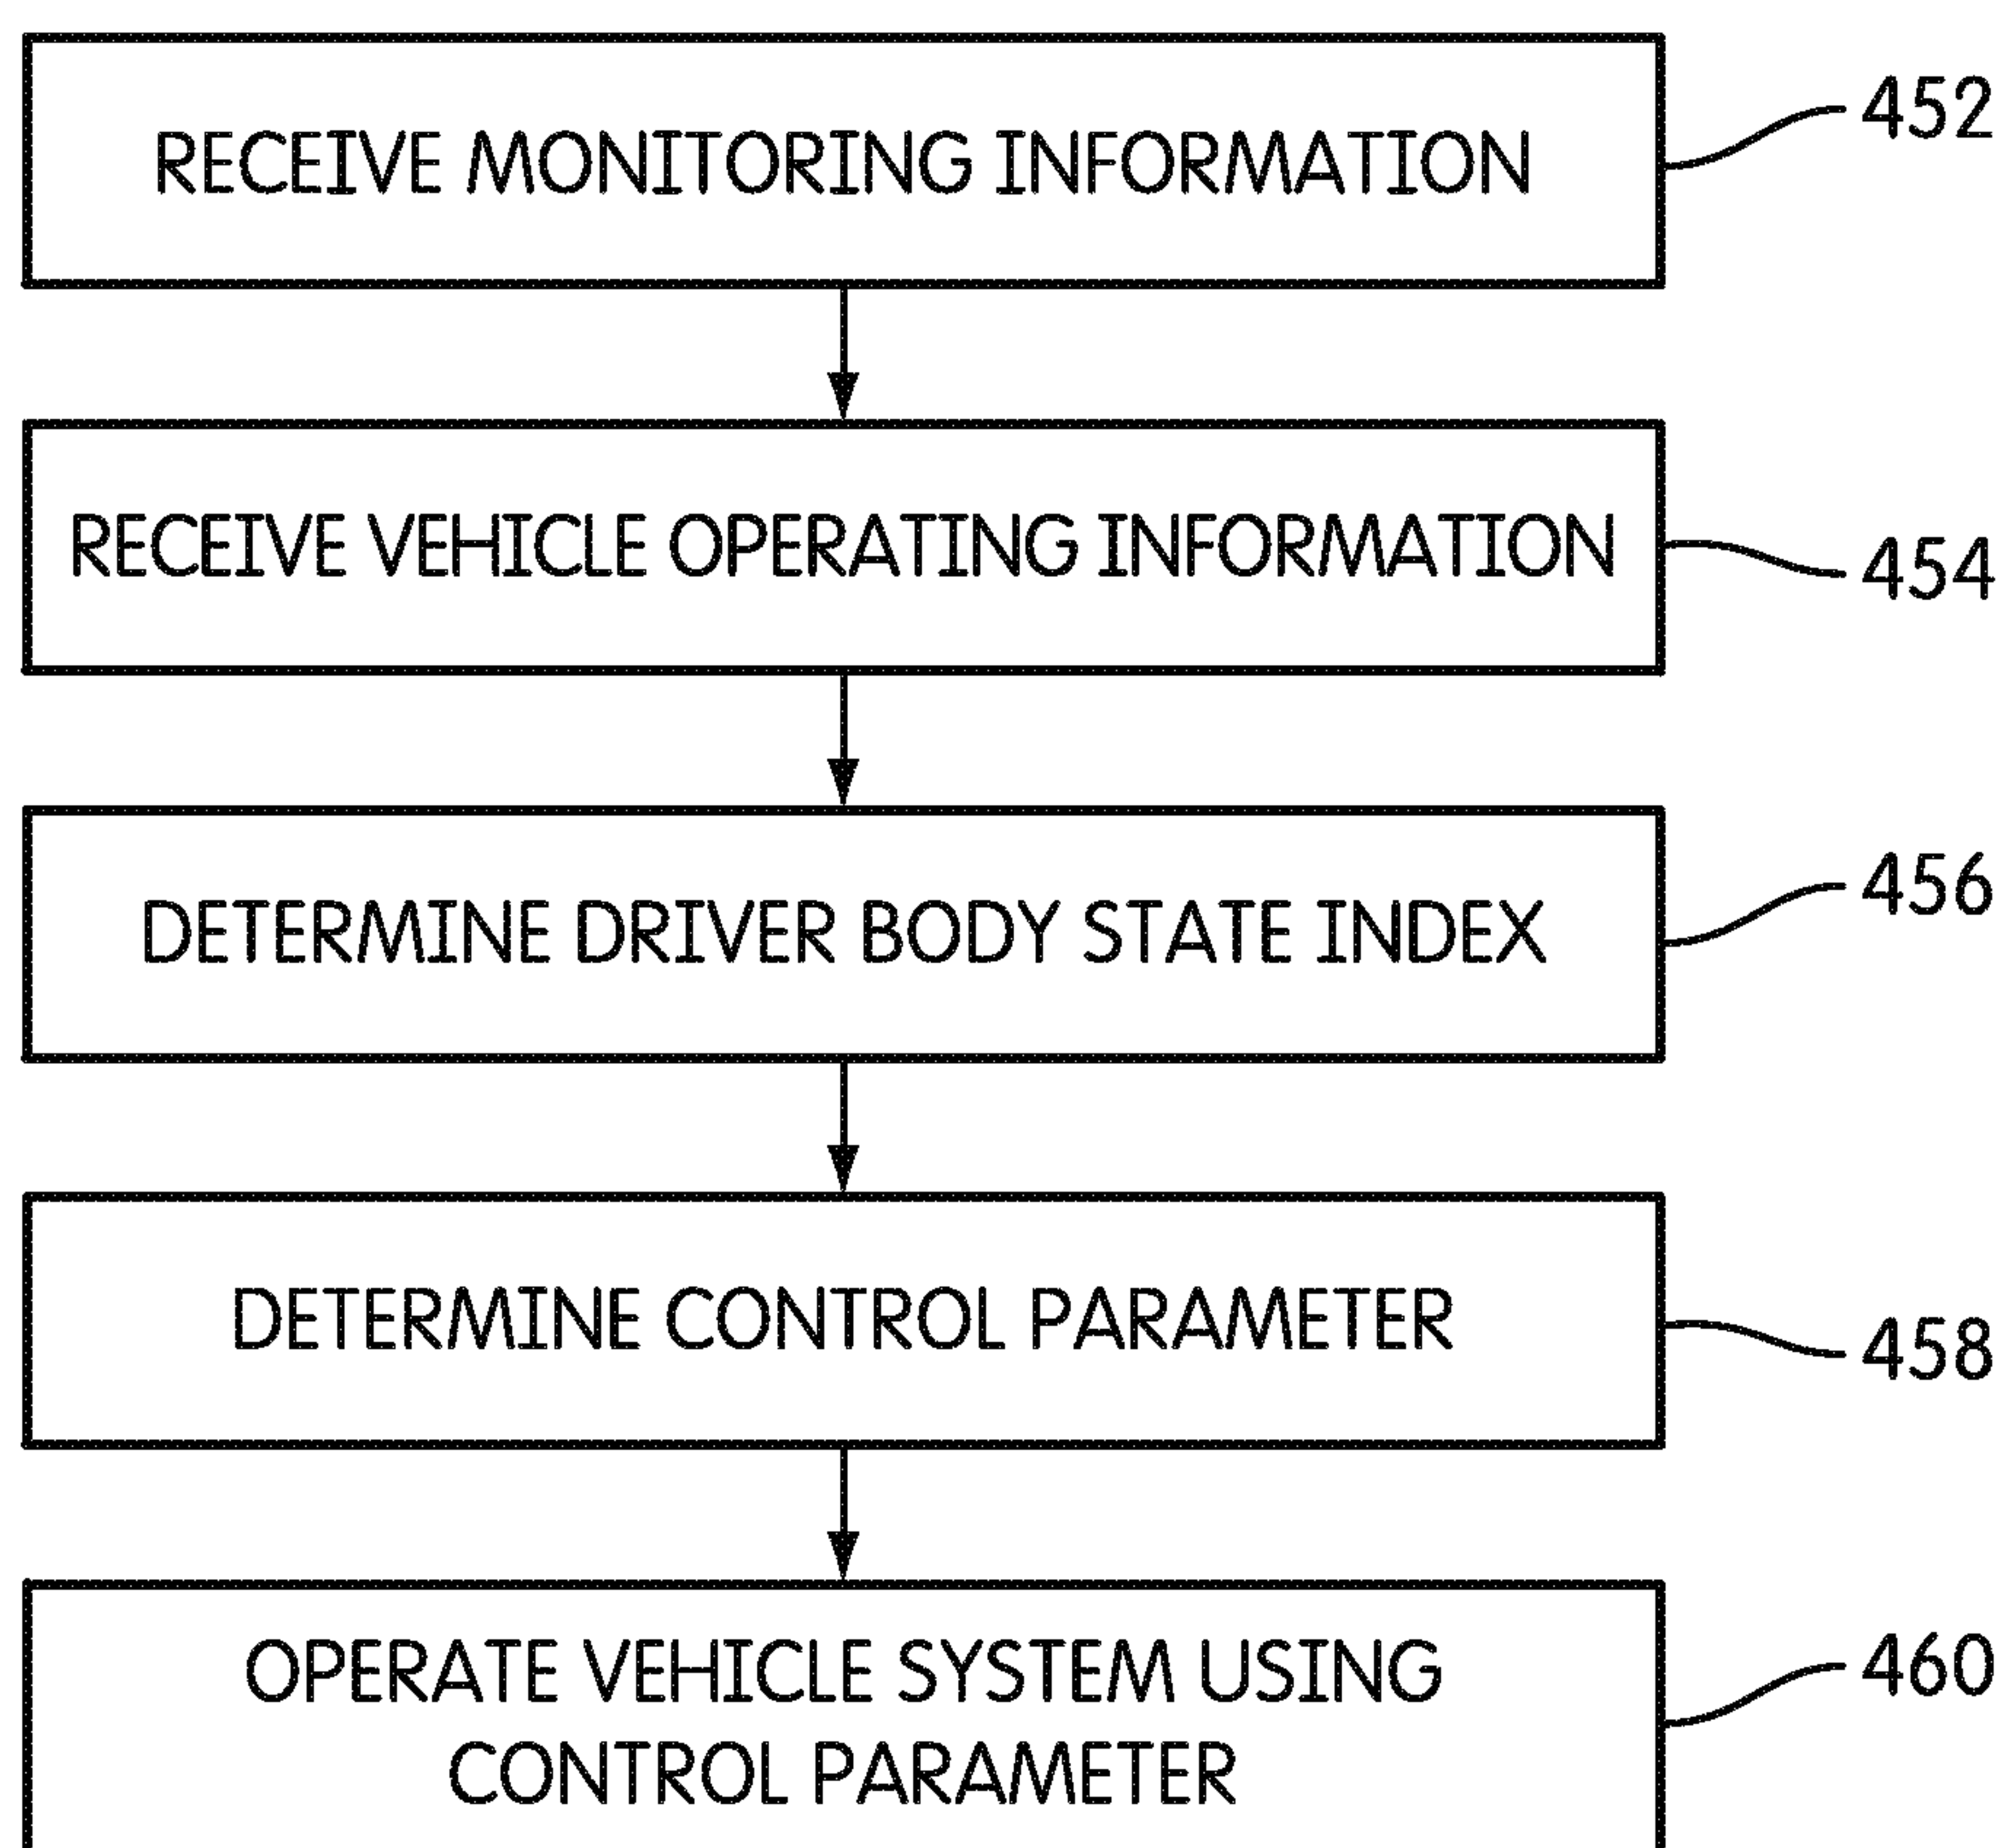 RECEIVE MONITORING INFORMATION
452
RECEIVE VEHICLE OPERATING INFORMATION
454
DETERMINE DRIVER BODY STATE INDEX
456
DETERMINE CONTROL PARAMETER
458
OPERATE VEHICLE SYSTEM USING
CONTROL PARAMETER
460